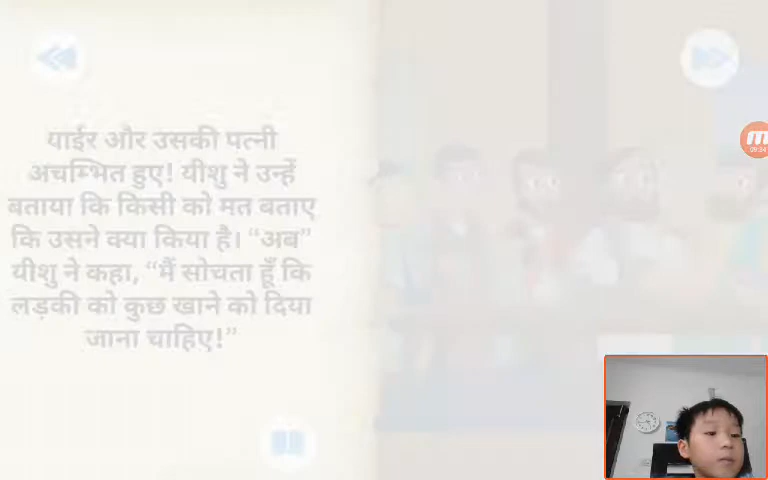 याईर और उसकी पत्नी
अचम्भित हुए! यीशु ने उन्हें
बताया कि किसी को मत बताए
कि उसने क्या किया है। “अब”
यीशु ने कहा, “मैं सोचता हूँ कि
लड़की को कुछ खाने को दिया
जाना चाहिए!”